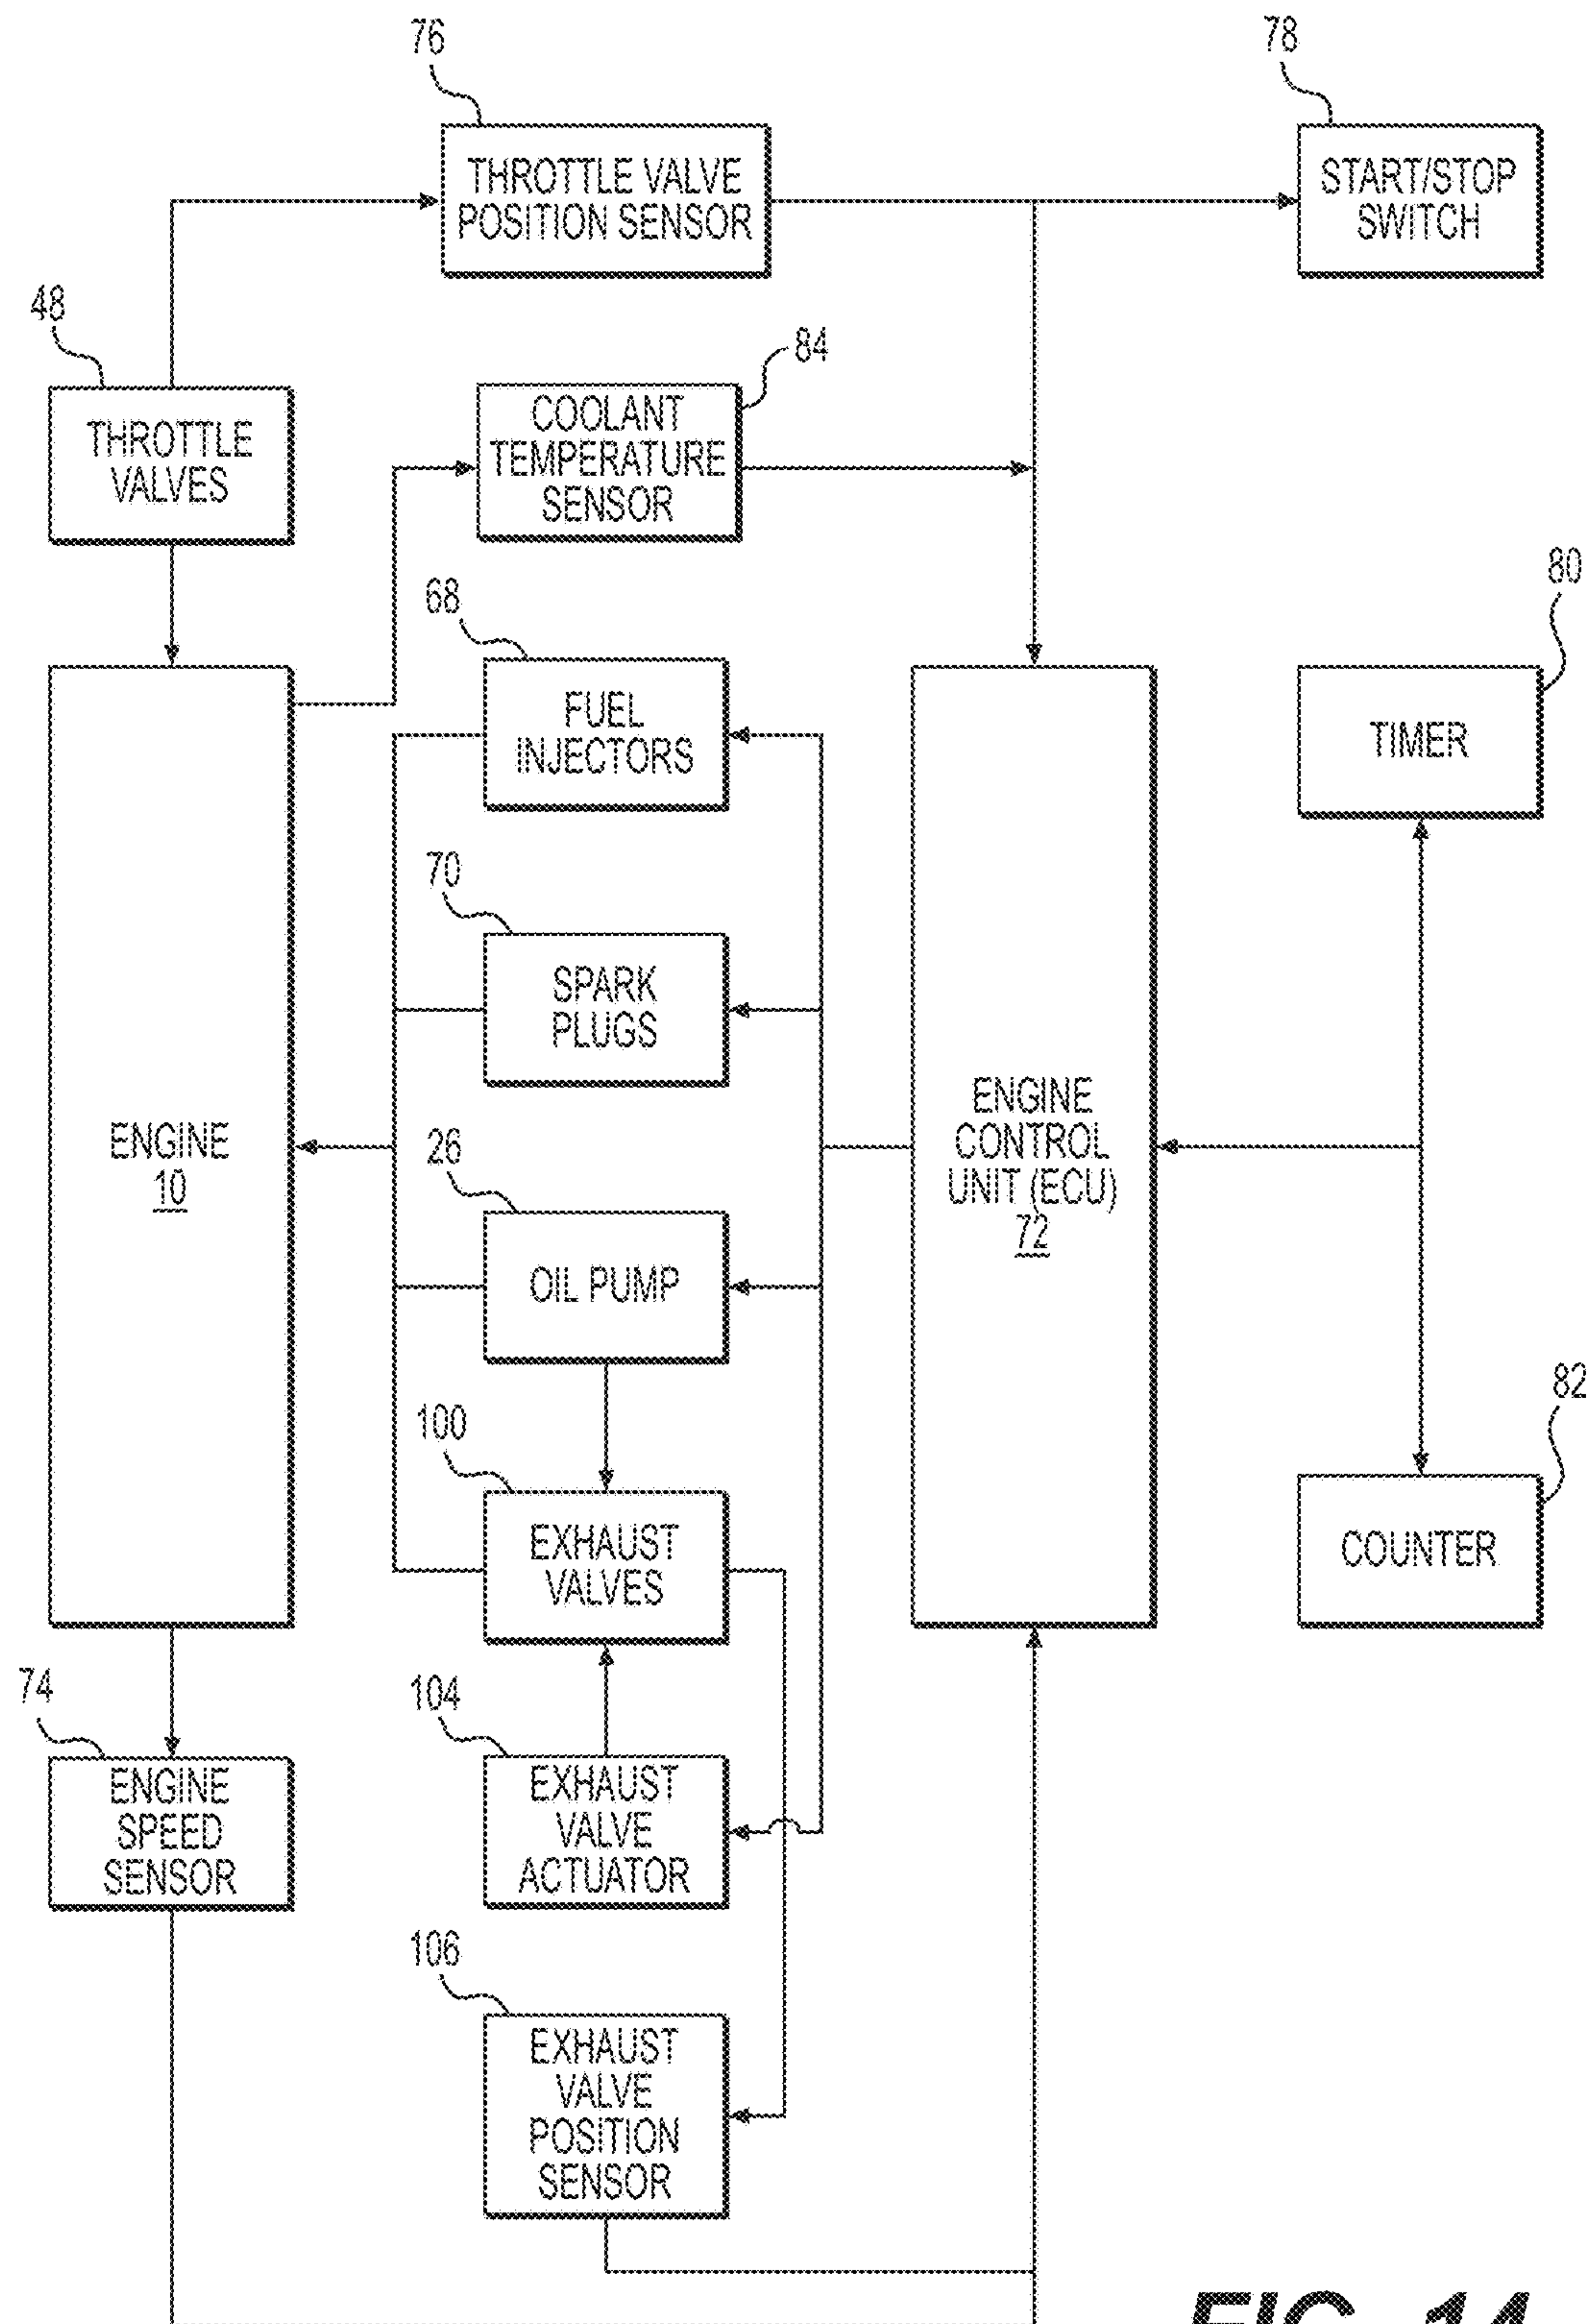 76
78
THROTTLE VALVE
POSITION SENSOR
START/STOP
SWITCH
48
84
THROTTLE
VALVES
COOLANT
TEMPERATURE
SENSOR
68
80
FUEL
INJECTORS
TIMER
70
SPARK
PLUGS
ENGINE
10
26
ENGINE
CONTROL
UNIT (ECU)
72
OIL PUMP
82
100
EXHAUST
VALVES
COUNTER
74
104
ENGINE
SPEED
SENSOR
EXHAUST
VALVE
ACTUATOR
106
EXHAUST
VALVE
POSITION
SENSOR
FIG. 14